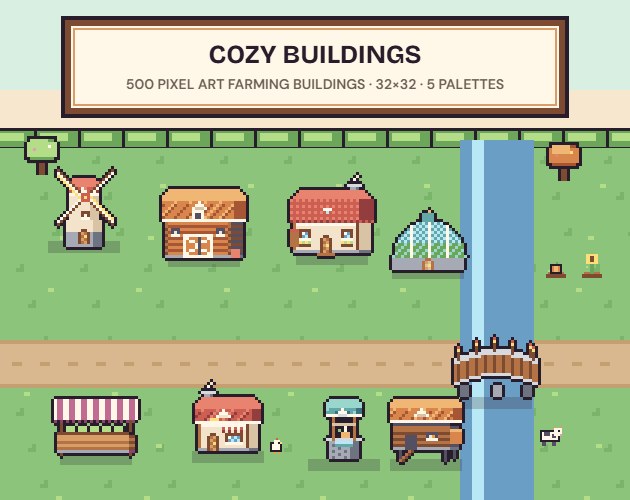 COZY BUILDINGS
500 PIXEL ART FARMING BUILDINGS · 32×32 · 5 PALETTES